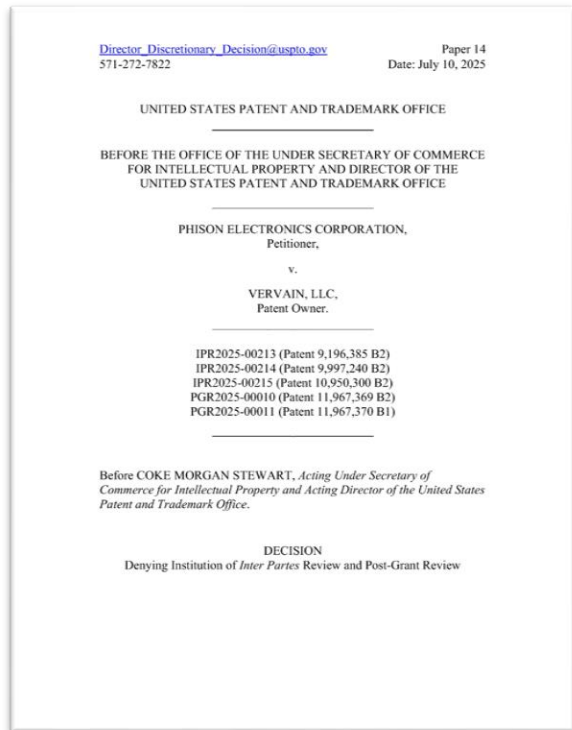 Director_Discretionary_Decision@uspto.gov Paper 14
571-272-7822 Date: July 10, 2025
UNITED STATES PATENT AND TRADEMARK OFFICE
BEFORE THE OFFICE OF THE UNDER SECRETARY OF COMMERCE
FOR INTELLECTUAL PROPERTY AND DIRECTOR OF THE
UNITED STATES PATENT AND TRADEMARK OFFICE
PHISON ELECTRONICS CORPORATION,
Petitioner,
v.
VERVAIN, LLC,
Patent Owner.
IPR2025-00213 (Patent 9,196,385 B2)
IPR2025-00214 (Patent 9,997,240 B2)
IPR2025-00215 (Patent 10,950,300 B2)
PGR2025-00010 (Patent 11,967,369 B2)
PGR2025-00011 (Patent 11,967,370 B1)
Before COKE MORGAN STEWART, Acting Under Secretary of
Commerce for Intellectual Property and Acting Director of the United States
Patent and Trademark Office.
DECISION
Denying Institution of Inter Partes Review and Post-Grant Review